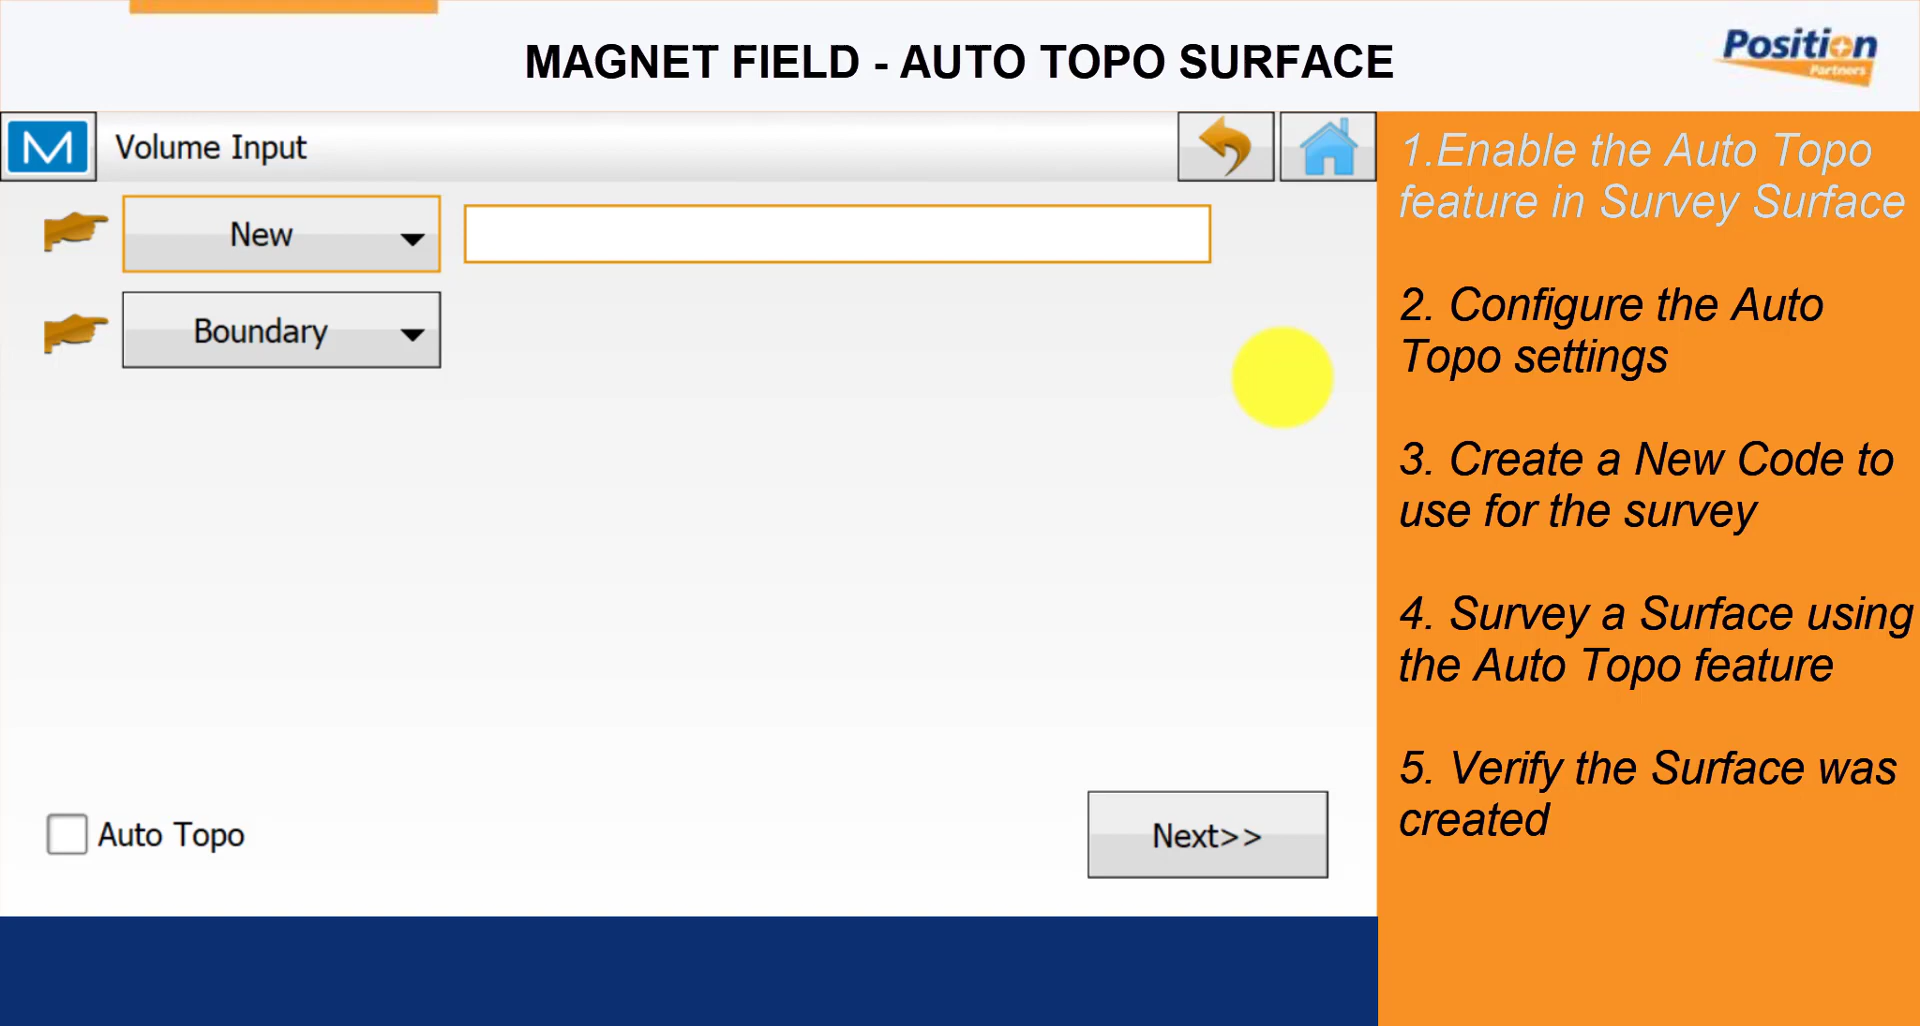 MAGNET FIELD - AUTO TOPO SURFACE
Position
Partners
Volume Input
New
Boundary
Auto Topo
Next>>
1.Enable the Auto Topo
feature in Survey Surface
2. Configure the Auto
Topo settings
3. Create a New Code to
use for the survey
4. Survey a Surface using
the Auto Topo feature
5. Verify the Surface was
created